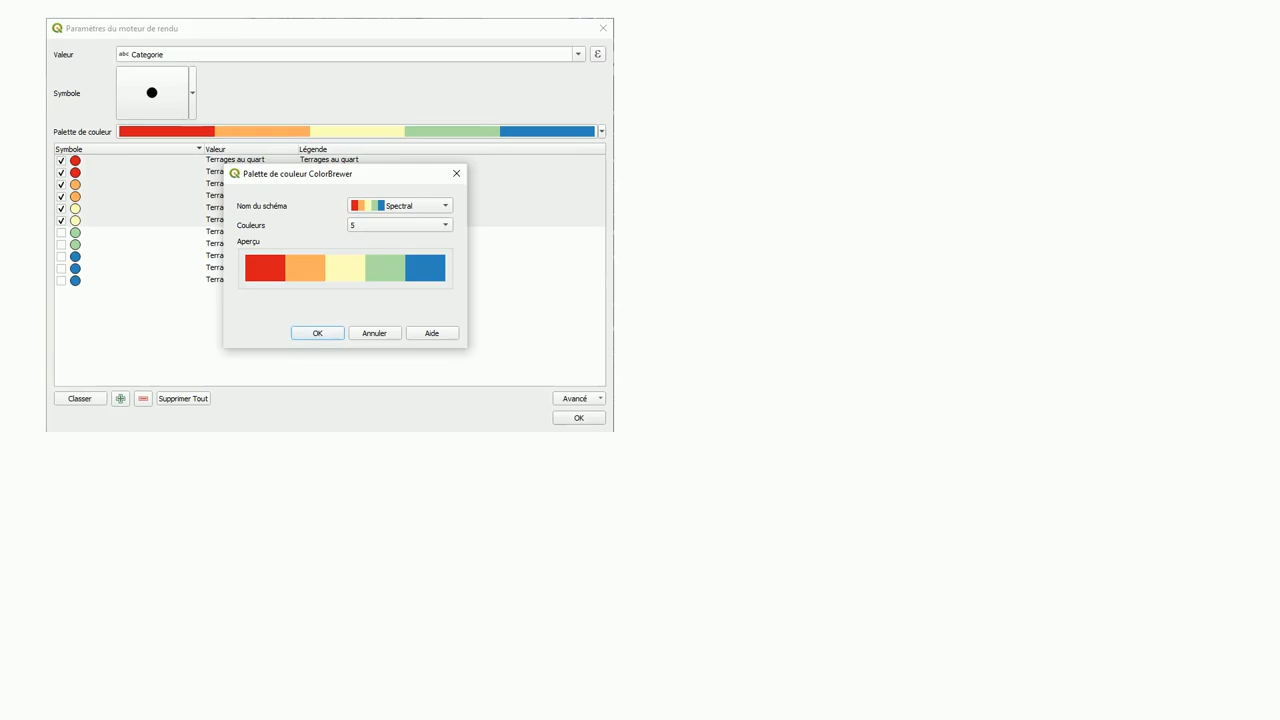 Paramètres du moteur de rendu
Valeur
abc Categorie
ε
Symbole
Palette de couleur
Symbole Valeur Légende
Terrages au quart Terrages au quart
Terra
Terra
Terra
Terra
Terra
Terra
Terra
Terra
Terra
Terra
Palette de couleur ColorBrewer
Nom du schéma
Spectral
Couleurs
5
Aperçu
OK Annuler Aide
Classer Supprimer Tout Avancé
OK